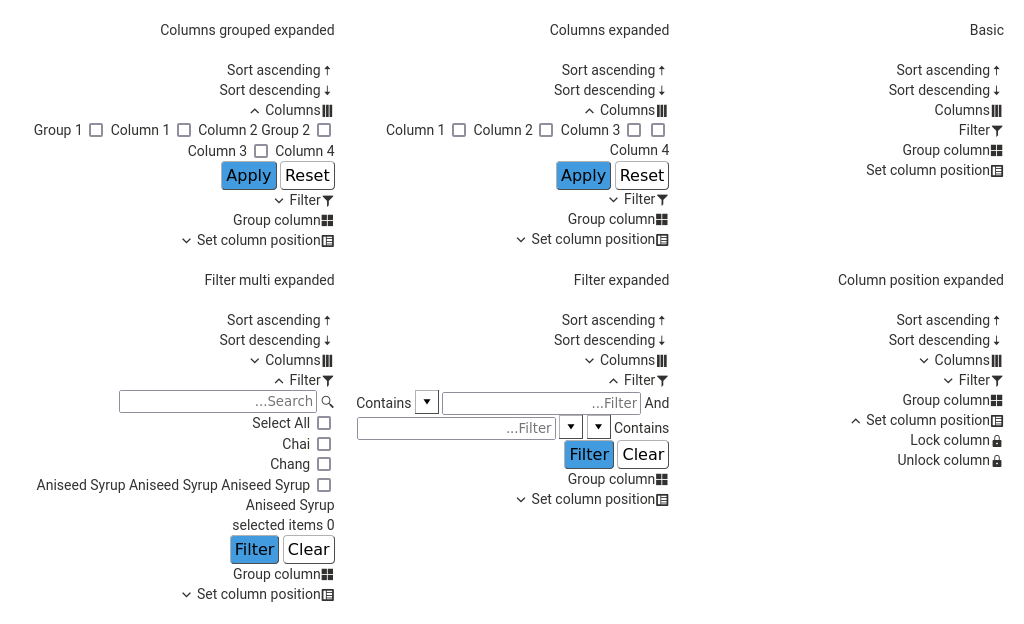 Basic
Sort ascending
Sort descending
Columns
Filter
Group column
Set column position
Columns expanded
Sort ascending
Sort descending
Columns
Column 1 Column 2 Column 3
Column 4
Apply Reset
Filter
Group column
Set column position
Columns grouped expanded
Sort ascending
Sort descending
Columns
Group 1 Column 1 Column 2 Group 2
Column 3 Column 4
Apply Reset
Filter
Group column
Set column position
Column position expanded
Sort ascending
Sort descending
Columns
Filter
Group column
Set column position
Lock column
Unlock column
Filter expanded
Sort ascending
Sort descending
Columns
Filter
Contains ...Filter And
...Filter Contains
Filter Clear
Group column
Set column position
Filter multi expanded
Sort ascending
Sort descending
Columns
Filter
...Search
Select All
Chai
Chang
Aniseed Syrup Aniseed Syrup Aniseed Syrup
Aniseed Syrup
selected items 0
Filter Clear
Group column
Set column position